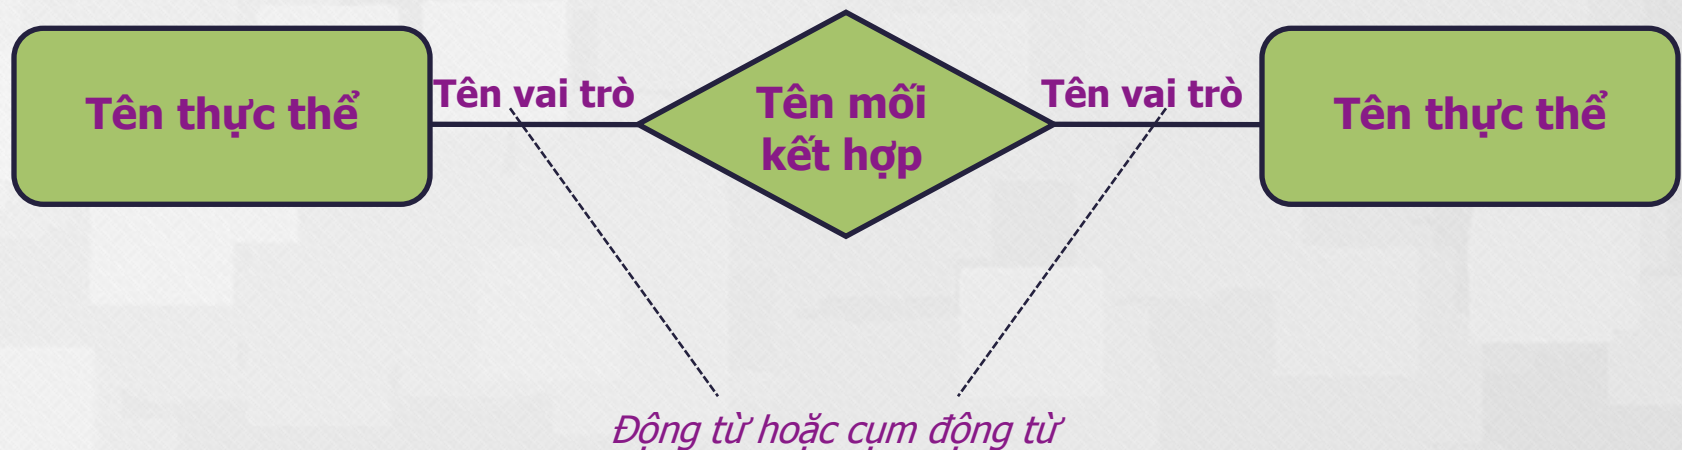 Tên thực thể
Tên vai trò
Tên mối
kết hợp
Tên vai trò
Tên thực thể
Động từ hoặc cụm động từ